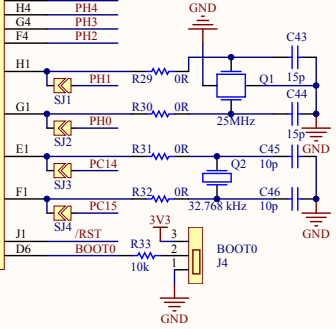 H4 PH4
G4 PH3
F4 PH2
GND
C43
H1
PH1 R29 0R Q1 15p
SJ1
C44
G1
PH0 R30 0R 25MHz 15p
SJ2
GND
E1 R31 0R C45
PC14 Q2 10p
SJ3
F1 R32 0R C46
PC15 32.768 kHz 10p
SJ4
3V3
J1 /RST 3
D6 BOOT0 R33 2 BOOT0
10k 1 J4
GND